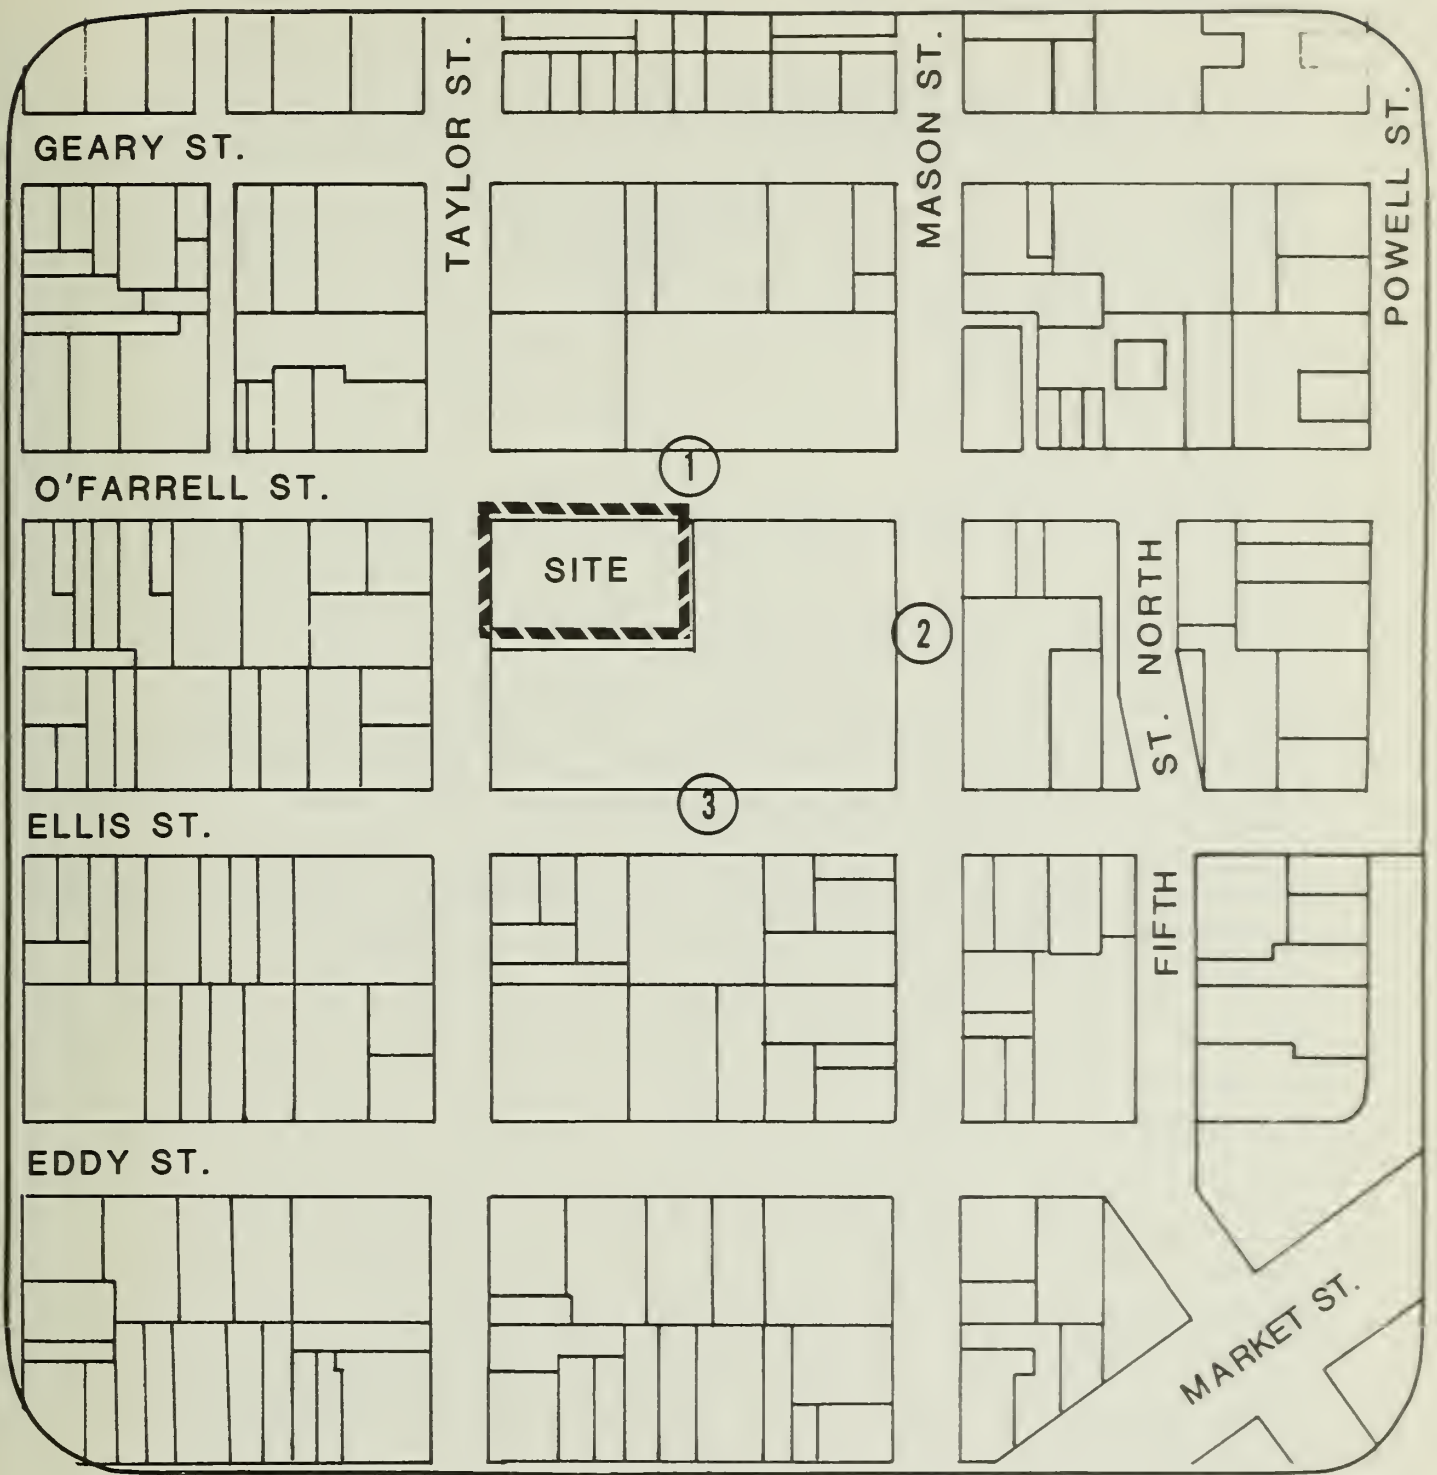 TAYLOR ST.
MASON ST.
POWELL ST.
GEARY ST.
O'FARRELL ST.
1
SITE
2
FIFTH ST. NORTH
3
ELLIS ST.
EDDY ST.
MARKET ST.